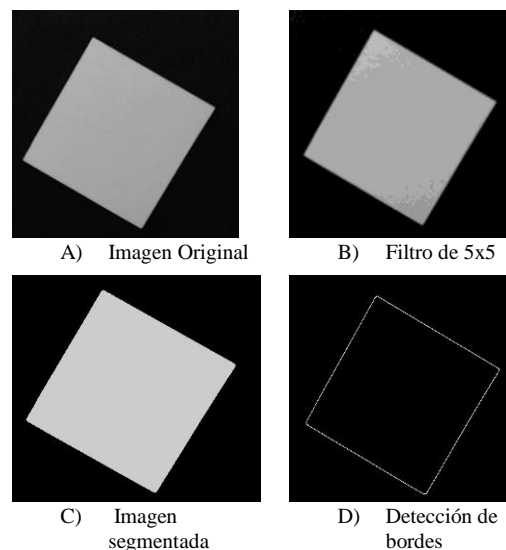 A) Imagen Original
B) Filtro de 5x5
C) Imagen
segmentada
D) Detección de
bordes